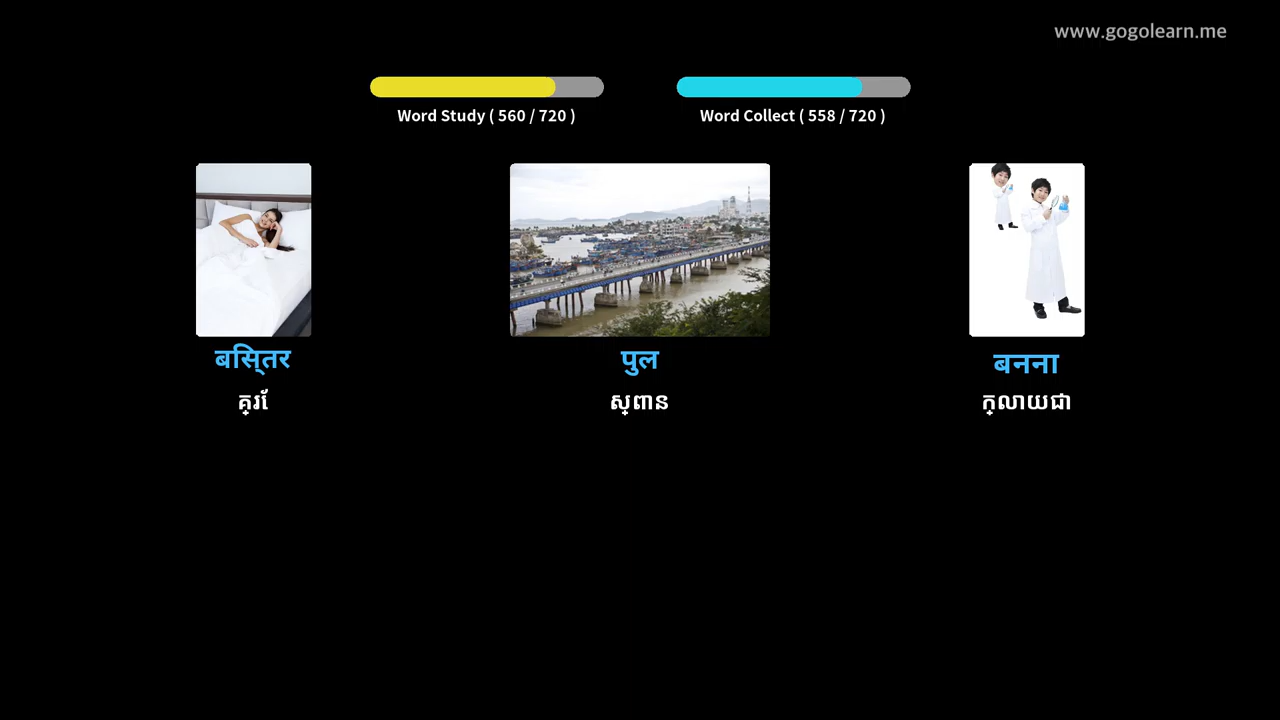 www.gogolearn.me
Word Study ( 560 / 720 )
Word Collect ( 558 / 720 )
बिस्तर
पुल
बनना
គ្រែ
ស្ពាន
ក្លាយជា